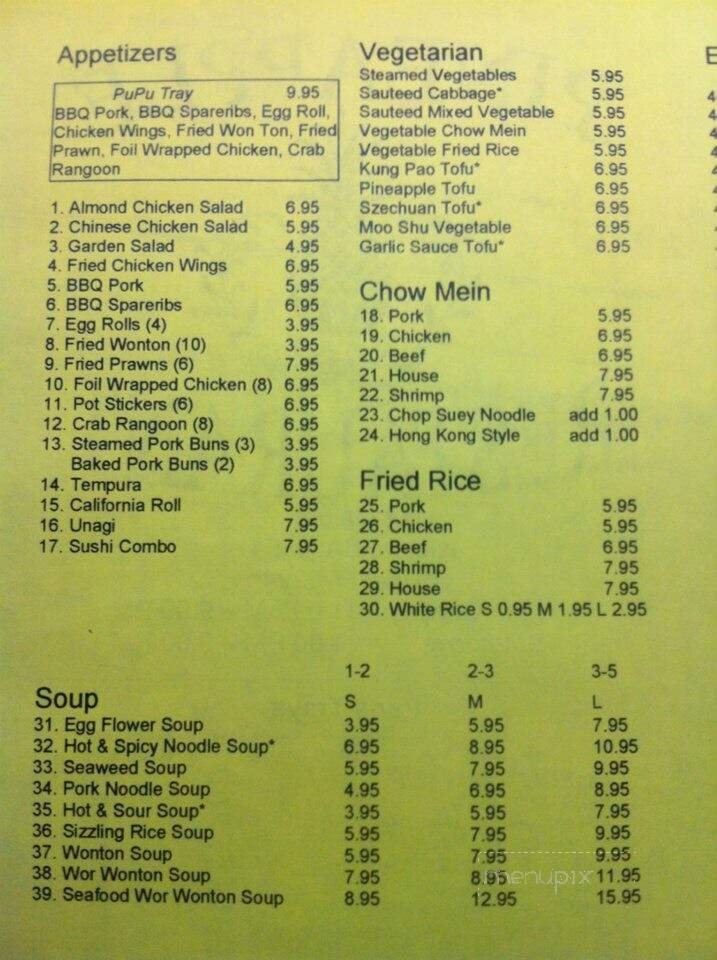 Appetizers
PuPu Tray 9.95
BBQ Pork, BBQ Spareribs, Egg Roll,
Chicken Wings, Fried Won Ton, Fried
Prawn, Foil Wrapped Chicken, Crab
Rangoon
1. Almond Chicken Salad 6.95
2. Chinese Chicken Salad 5.95
3. Garden Salad 4.95
4. Fried Chicken Wings 6.95
5. BBQ Pork 5.95
6. BBQ Spareribs 6.95
7. Egg Rolls (4) 3.95
8. Fried Wonton (10) 3.95
9. Fried Prawns (6) 7.95
10. Foil Wrapped Chicken (8) 6.95
11. Pot Stickers (6) 6.95
12. Crab Rangoon (8) 6.95
13. Steamed Pork Buns (3) 3.95
Baked Pork Buns (2) 3.95
14. Tempura 6.95
15. California Roll 5.95
16. Unagi 7.95
17. Sushi Combo 7.95
Vegetarian
Steamed Vegetables 5.95
Sauteed Cabbage* 5.95
Sauteed Mixed Vegetable 5.95
Vegetable Chow Mein 5.95
Vegetable Fried Rice 5.95
Kung Pao Tofu* 6.95
Pineapple Tofu 6.95
Szechuan Tofu* 6.95
Moo Shu Vegetable 6.95
Garlic Sauce Tofu* 6.95
Chow Mein
18. Pork 5.95
19. Chicken 6.95
20. Beef 6.95
21. House 7.95
22. Shrimp 7.95
23. Chop Suey Noodle add 1.00
24. Hong Kong Style add 1.00
Fried Rice
25. Pork 5.95
26. Chicken 5.95
27. Beef 6.95
28. Shrimp 7.95
29. House 7.95
30. White Rice S 0.95 M 1.95 L 2.95
1-2 2-3 3-5
Soup S M L
31. Egg Flower Soup 3.95 5.95 7.95
32. Hot & Spicy Noodle Soup* 6.95 8.95 10.95
33. Seaweed Soup 5.95 7.95 9.95
34. Pork Noodle Soup 4.95 6.95 8.95
35. Hot & Sour Soup* 3.95 5.95 7.95
36. Sizzling Rice Soup 5.95 7.95 9.95
37. Wonton Soup 5.95 7.95 9.95
38. Wor Wonton Soup 7.95 8.95 11.95
39. Seafood Wor Wonton Soup 8.95 12.95 15.95
menupix